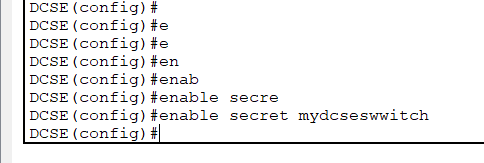 DCSE(config)#
DCSE(config)#e
DCSE(config)#e
DCSE(config)#en
DCSE(config)#enab
DCSE(config)#enable secre
DCSE(config)#enable secret mydcseswwitch
DCSE(config)#